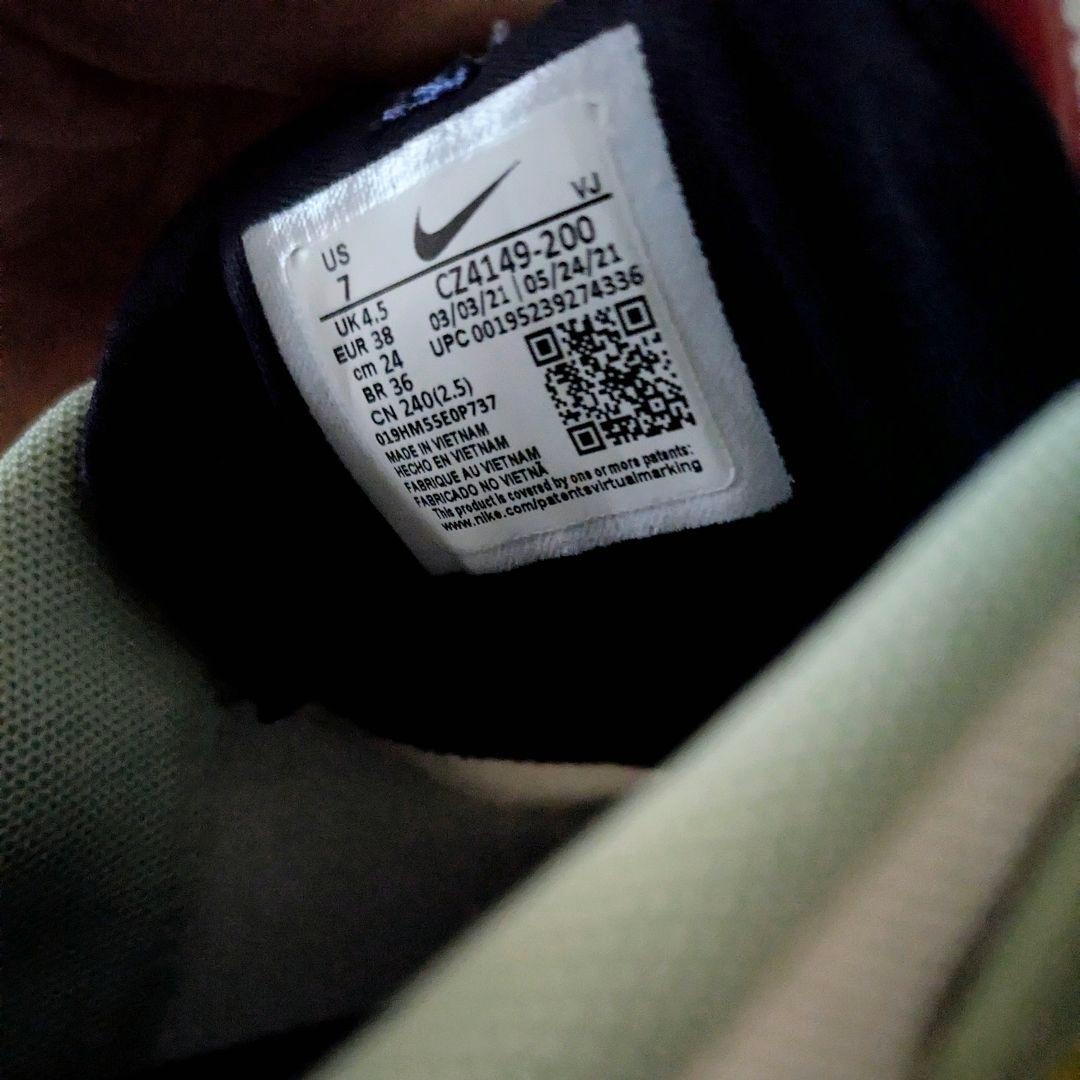 US
7
VJ
UK 4.5
EUR 38
cm 24
BR 36
CN 240(2.5)
CZ4149-200
03/03/21 | 05/24/21
UPC 00195239274336
019HM55E0P737
MADE IN VIETNAM
HECHO EN VIETNAM
FABRIQUE AU VIETNAM
FABRICADO NO VIETNÃ
This product is covered by one or more patents:
www.nike.com/patentsvirtualmarking